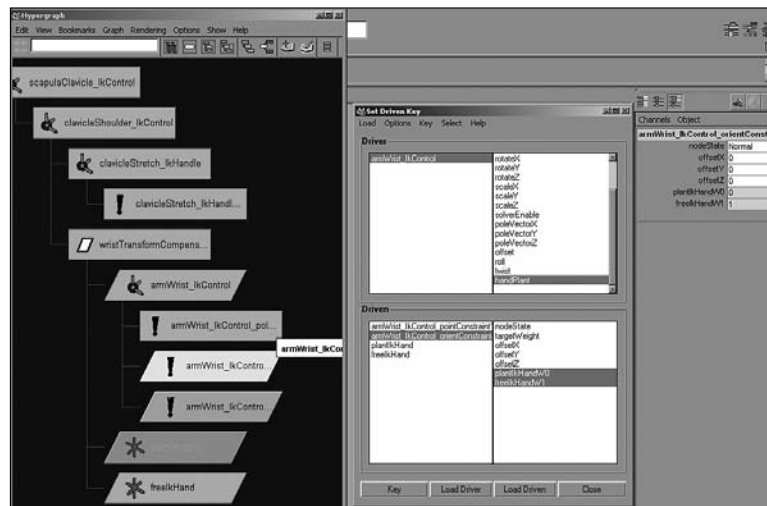 Hypergraph
Edit View Bookmarks Graph Rendering Options Show Help
scapulaClavicle_IkControl
clavicleShoulder_IkControl
clavicleStretch_IkHandle
clavicleStretch_IkHandl...
wristTransformCompens...
armWrist_IkControl
armWrist_IkControl_poi...
armWrist_IkCo
armWrist_IkContro...
armWrist_IkContro...
freeIkHand
Set Driven Key
Load Options Key Select Help
Driver
armWrist_IkControl
rotateX
rotateY
rotateZ
scaleX
scaleY
scaleZ
solverEnable
poleVectorX
poleVectorY
poleVectorZ
offset
roll
twist
handPlant
Driven
armWrist_IkControl_pointConstraint
armWrist_IkControl_orientConstraint
plantIkHand
freeIkHand
nodeState
targetWeight
offsetX
offsetY
offsetZ
plantIkHandW0
freeIkHandW1
Key Load Driver Load Driven Close
Channels Object
armWrist_IkControl_orientConst
nodeState Normal
offsetX 0
offsetY 0
offsetZ 0
plantIkHandW0 0
freeIkHandW1 1